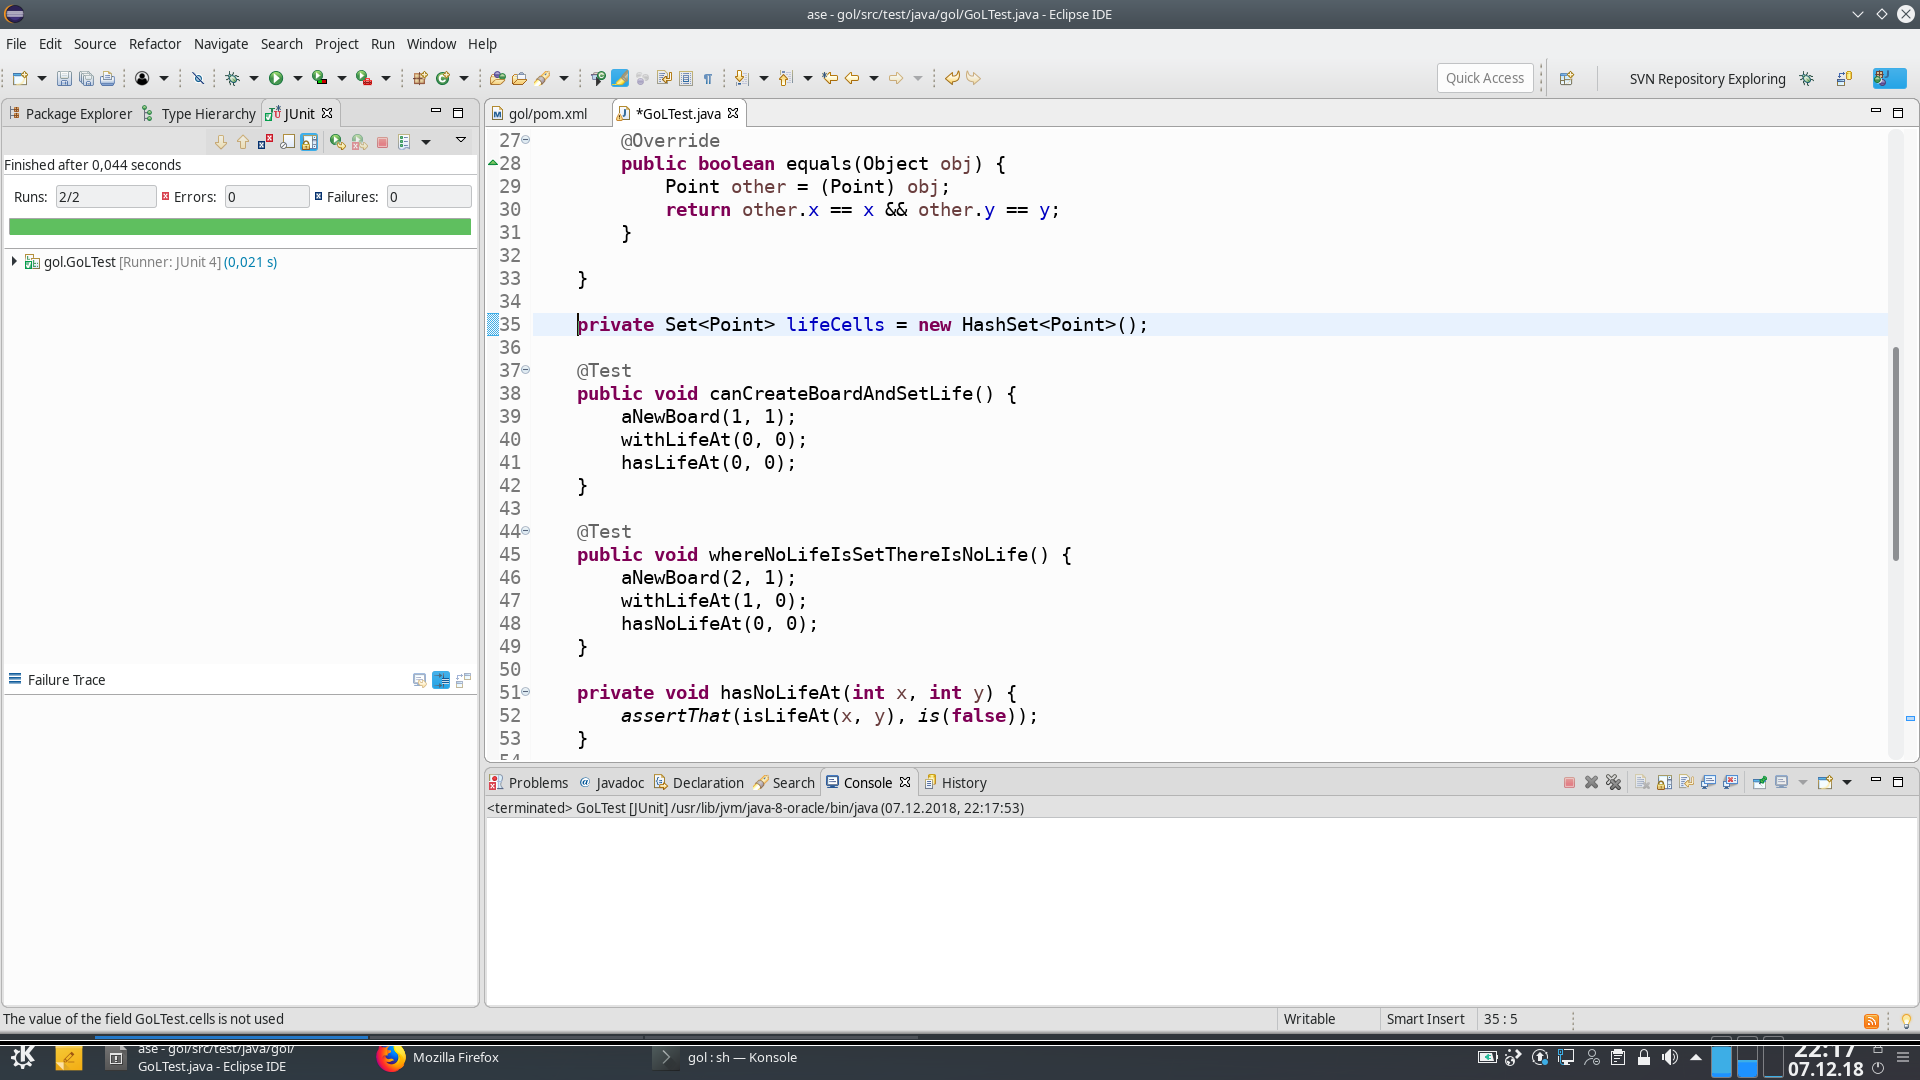 ase - gol/src/test/java/gol/GoLTest.java - Eclipse IDE
File Edit Source Refactor Navigate Search Project Run Window Help
Quick Access
SVN Repository Exploring
Package Explorer Type Hierarchy JUnit
Finished after 0,044 seconds
Runs: 2/2 Errors: 0 Failures: 0
gol.GoLTest [Runner: JUnit 4] (0,021 s)
Failure Trace
gol/pom.xml *GoLTest.java
27 @Override
28 public boolean equals(Object obj) {
29 Point other = (Point) obj;
30 return other.x == x && other.y == y;
31 }
32
33 }
34
35 private Set<Point> lifeCells = new HashSet<Point>();
36
37 @Test
38 public void canCreateBoardAndSetLife() {
39 aNewBoard(1, 1);
40 withLifeAt(0, 0);
41 hasLifeAt(0, 0);
42 }
43
44 @Test
45 public void whereNoLifeIsSetThereIsNoLife() {
46 aNewBoard(2, 1);
47 withLifeAt(1, 0);
48 hasNoLifeAt(0, 0);
49 }
50
51 private void hasNoLifeAt(int x, int y) {
52 assertThat(isLifeAt(x, y), is(false));
53 }
54
Problems Javadoc Declaration Search Console History
<terminated> GoLTest [JUnit] /usr/lib/jvm/java-8-oracle/bin/java (07.12.2018, 22:17:53)
The value of the field GoLTest.cells is not used
Writable Smart Insert 35 : 5
ase - gol/src/test/java/gol/
GoLTest.java - Eclipse IDE
Mozilla Firefox
gol : sh — Konsole
22:17
07.12.18